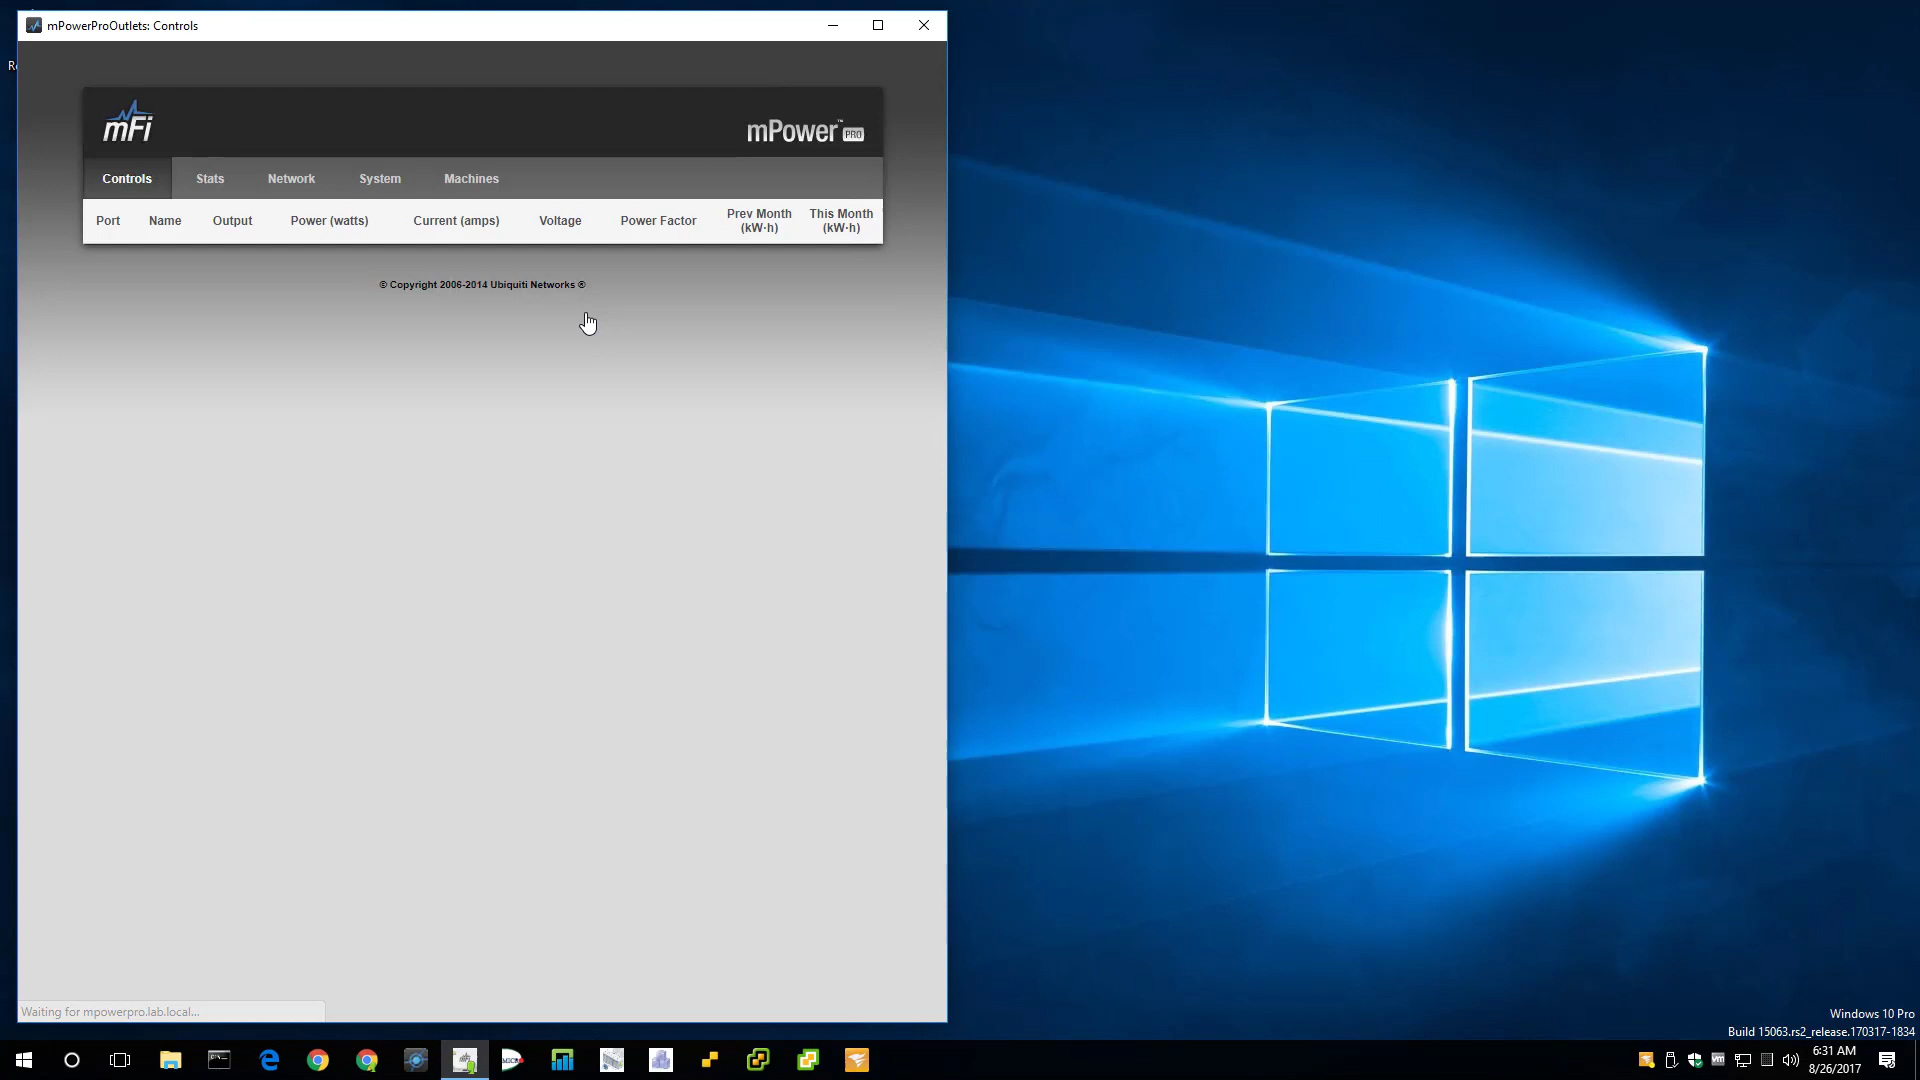 mPowerProOutlets: Controls
mFi
mPower™ PRO
Controls Stats Network System Machines
Port Name Output Power (watts) Current (amps) Voltage Power Factor Prev Month (kW·h) This Month (kW·h)
© Copyright 2006-2014 Ubiquiti Networks ®
Waiting for mpowerpro.lab.local...
Windows 10 Pro
Build 15063.rs2_release.170317-1834
6:31 AM
8/26/2017